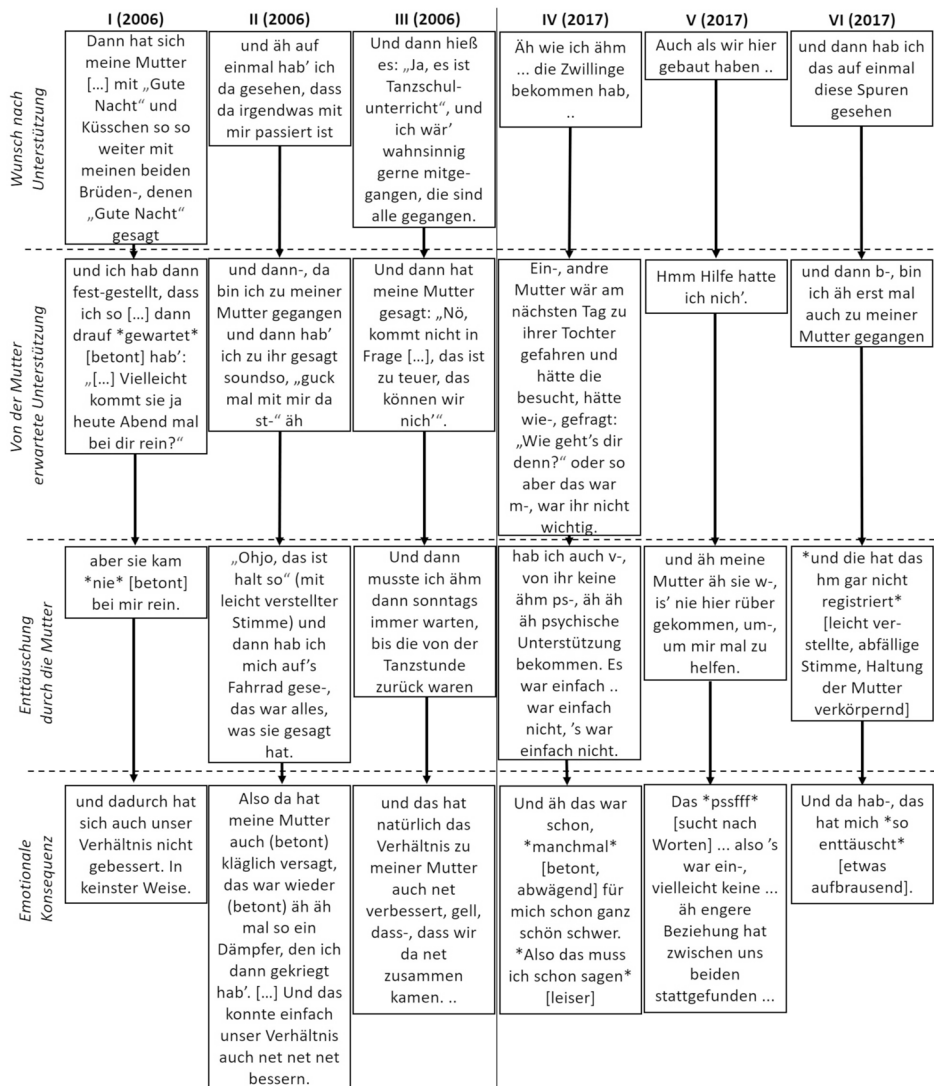 I (2006)
II (2006)
III (2006)
IV (2017)
V (2017)
VI (2017)
Wunsch nach
Unterstützung
Dann hat sich
meine Mutter
[…] mit „Gute
Nacht“ und
Küsschen so so
weiter mit
meinen beiden
Brüden-, denen
„Gute Nacht“
gesagt
und äh auf
einmal hab’ ich
da gesehen, dass
da irgendwas mit
mir passiert ist
Und dann hieß
es: „Ja, es ist
Tanzschul-
unterricht“, und
ich wär’
wahnsinnig
gerne mitge-
gangen, die sind
alle gegangen.
Äh wie ich ähm
... die Zwillinge
bekommen hab,
..
Auch als wir hier
gebaut haben ..
und dann hab ich
das auf einmal
diese Spuren
gesehen
Von der Mutter
erwartete Unterstützung
und ich hab dann
fest-gestellt, dass
ich so […] dann
drauf *gewartet*
[betont] hab’:
„[…] Vielleicht
kommt sie ja
heute Abend mal
bei dir rein?“
und dann-, da
bin ich zu meiner
Mutter gegangen
und dann hab’
ich zu ihr gesagt
soundso, „guck
mal mit mir da
st-“ äh
Und dann hat
meine Mutter
gesagt: „Nö,
kommt nicht in
Frage […], das ist
zu teuer, das
können wir
nich’“.
Ein-, andre
Mutter wär am
nächsten Tag zu
ihrer Tochter
gefahren und
hätte die
besucht, hätte
wie-, gefragt:
„Wie geht’s dir
denn?“ oder so
aber das war
m-, war ihr nicht
wichtig.
Hmm Hilfe hatte
ich nich’.
und dann b-, bin
ich äh erst mal
auch zu meiner
Mutter gegangen
Enttäuschung
durch die Mutter
aber sie kam
*nie* [betont]
bei mir rein.
„Ohjo, das ist
halt so“ (mit
leicht verstellter
Stimme) und
dann hab ich
mich auf’s
Fahrrad gese-,
das war alles,
was sie gesagt
hat.
Und dann
musste ich ähm
dann sonntags
immer warten,
bis die von der
Tanzstunde
zurück waren
hab ich auch v-,
von ihr keine
ähm ps-, äh äh
äh psychische
Unterstützung
bekommen. Es
war einfach ..
war einfach
nicht, ’s war
einfach nicht.
und äh meine
Mutter äh sie w-,
is’ nie hier rüber
gekommen, um-,
um mir mal zu
helfen.
*und die hat das
hm gar nicht
registriert*
[leicht ver-
stellte, abfällige
Stimme, Haltung
der Mutter
verkörpernd]
Emotionale
Konsequenz
und dadurch hat
sich auch unser
Verhältnis nicht
gebessert. In
keinster Weise.
Also da hat
meine Mutter
auch (betont)
kläglich versagt,
das war wieder
(betont) äh äh
mal so ein
Dämpfer, den ich
dann gekriegt
hab’. […] Und das
konnte einfach
unser Verhältnis
auch net net net
bessern.
und das hat
natürlich das
Verhältnis zu
meiner Mutter
auch net
verbessert, gell,
dass-, dass wir
da net
zusammen
kamen. ..
Und äh das war
schon,
*manchmal*
[betont,
abwägend] für
mich schon ganz
schön schwer.
*Also das muss
ich schon sagen*
[leiser]
Das *pssfff*
[sucht nach
Worten] ... also ’s
war ein-,
vielleicht keine ...
äh engere
Beziehung hat
zwischen uns
beiden
stattgefunden ...
Und da hab-, das
hat mich *so
enttäuscht*
[etwas
aufbrausend].